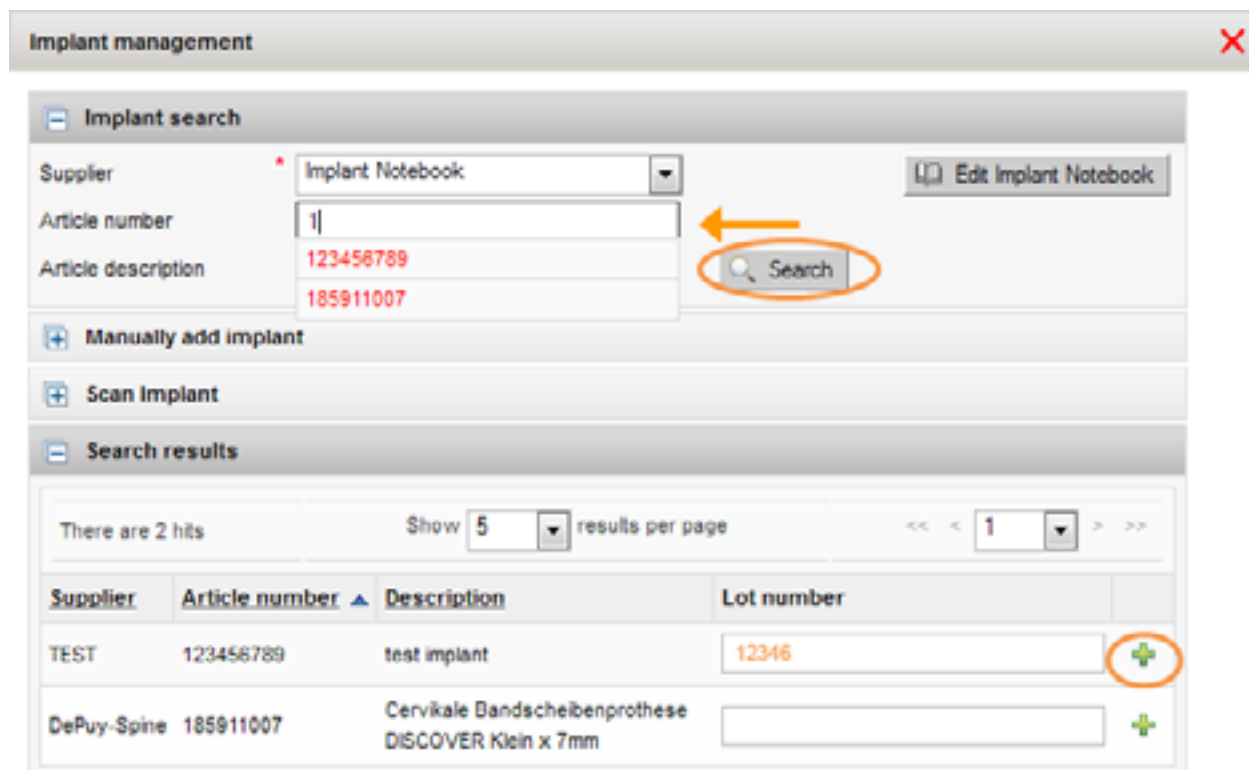 Implant management
Implant search
Supplier * Implant Notebook Edit Implant Notebook
Article number 1
Article description 123456789 Search
185911007
Manually add implant
Scan Implant
Search results
There are 2 hits Show 5 results per page << < 1 > >>
Supplier Article number Description Lot number
TEST 123456789 test implant 12346
DePuy-Spine 185911007 Cervikale Bandscheibenprothese
DISCOVER Klein x 7mm